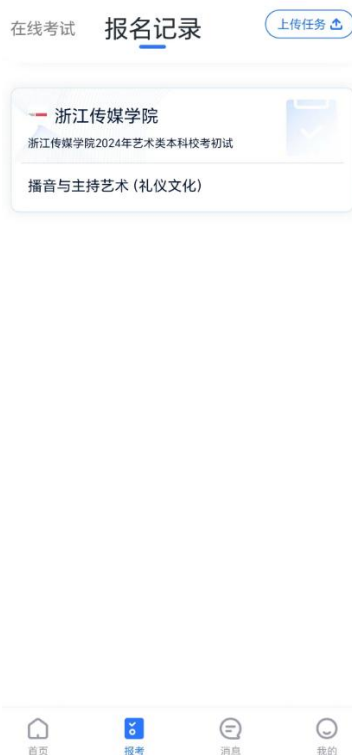 在线考试 报名记录 上传任务
浙江传媒学院
浙江传媒学院2024年艺术类本科校考初试
播音与主持艺术 (礼仪文化)
首页 报考 消息 我的